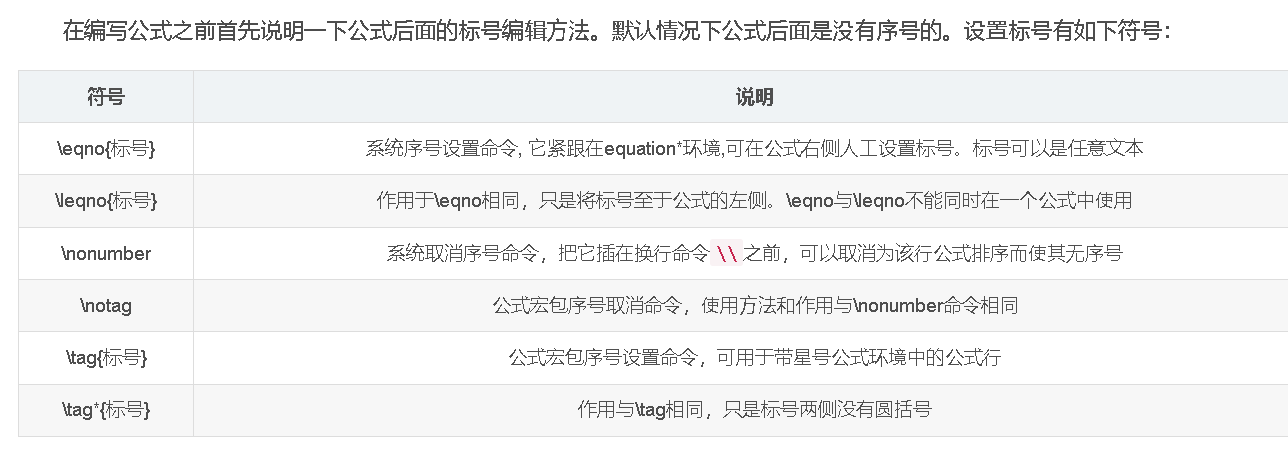 在编写公式之前首先说明一下公式后面的标号编辑方法。默认情况下公式后面是没有序号的。设置标号有如下符号：
符号 说明
\eqno{标号} 系统序号设置命令, 它紧跟在equation*环境,可在公式右侧人工设置标号。标号可以是任意文本
\leqno{标号} 作用于\eqno相同，只是将标号至于公式的左侧。\eqno与\leqno不能同时在一个公式中使用
\nonumber 系统取消序号命令，把它插在换行命令 \\ 之前，可以取消为该行公式排序而使其无序号
\notag 公式宏包序号取消命令，使用方法和作用与\nonumber命令相同
\tag{标号} 公式宏包序号设置命令，可用于带星号公式环境中的公式行
\tag*{标号} 作用与\tag相同，只是标号两侧没有圆括号